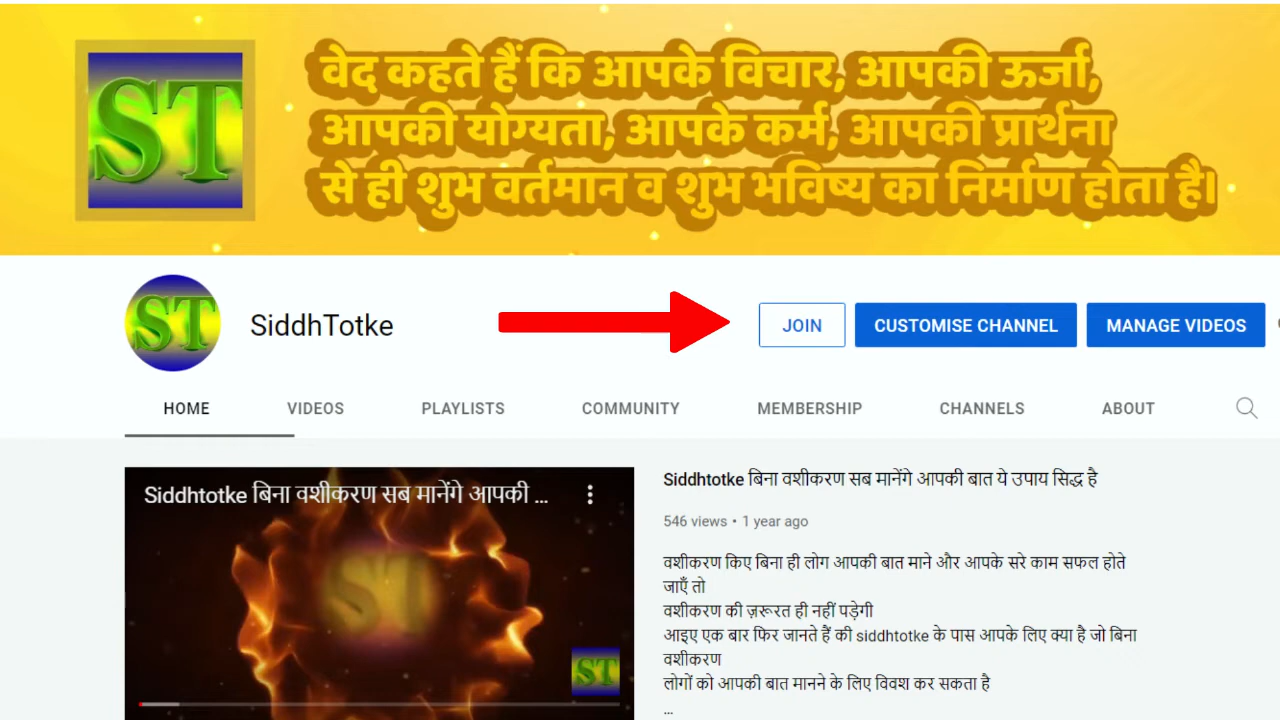 ST
वेद कहते हैं कि आपके विचार, आपकी ऊर्जा,
आपकी योग्यता, आपके कर्म, आपकी प्रार्थना
से ही शुभ वर्तमान व शुभ भविष्य का निर्माण होता है।
ST
SiddhTotke
JOIN
CUSTOMISE CHANNEL
MANAGE VIDEOS
HOME
VIDEOS
PLAYLISTS
COMMUNITY
MEMBERSHIP
CHANNELS
ABOUT
Siddhtotke बिना वशीकरण सब मानेंगे आपकी ...
ST
ST
Siddhtotke बिना वशीकरण सब मानेंगे आपकी बात ये उपाय सिद्ध है
546 views • 1 year ago
वशीकरण किए बिना ही लोग आपकी बात माने और आपके सरे काम सफल होते
जाएँ तो
वशीकरण की ज़रूरत ही नहीं पड़ेगी
आइए एक बार फिर जानते हैं की siddhtotke के पास आपके लिए क्या है जो बिना
वशीकरण
लोगों को आपकी बात मानने के लिए विवश कर सकता है
...